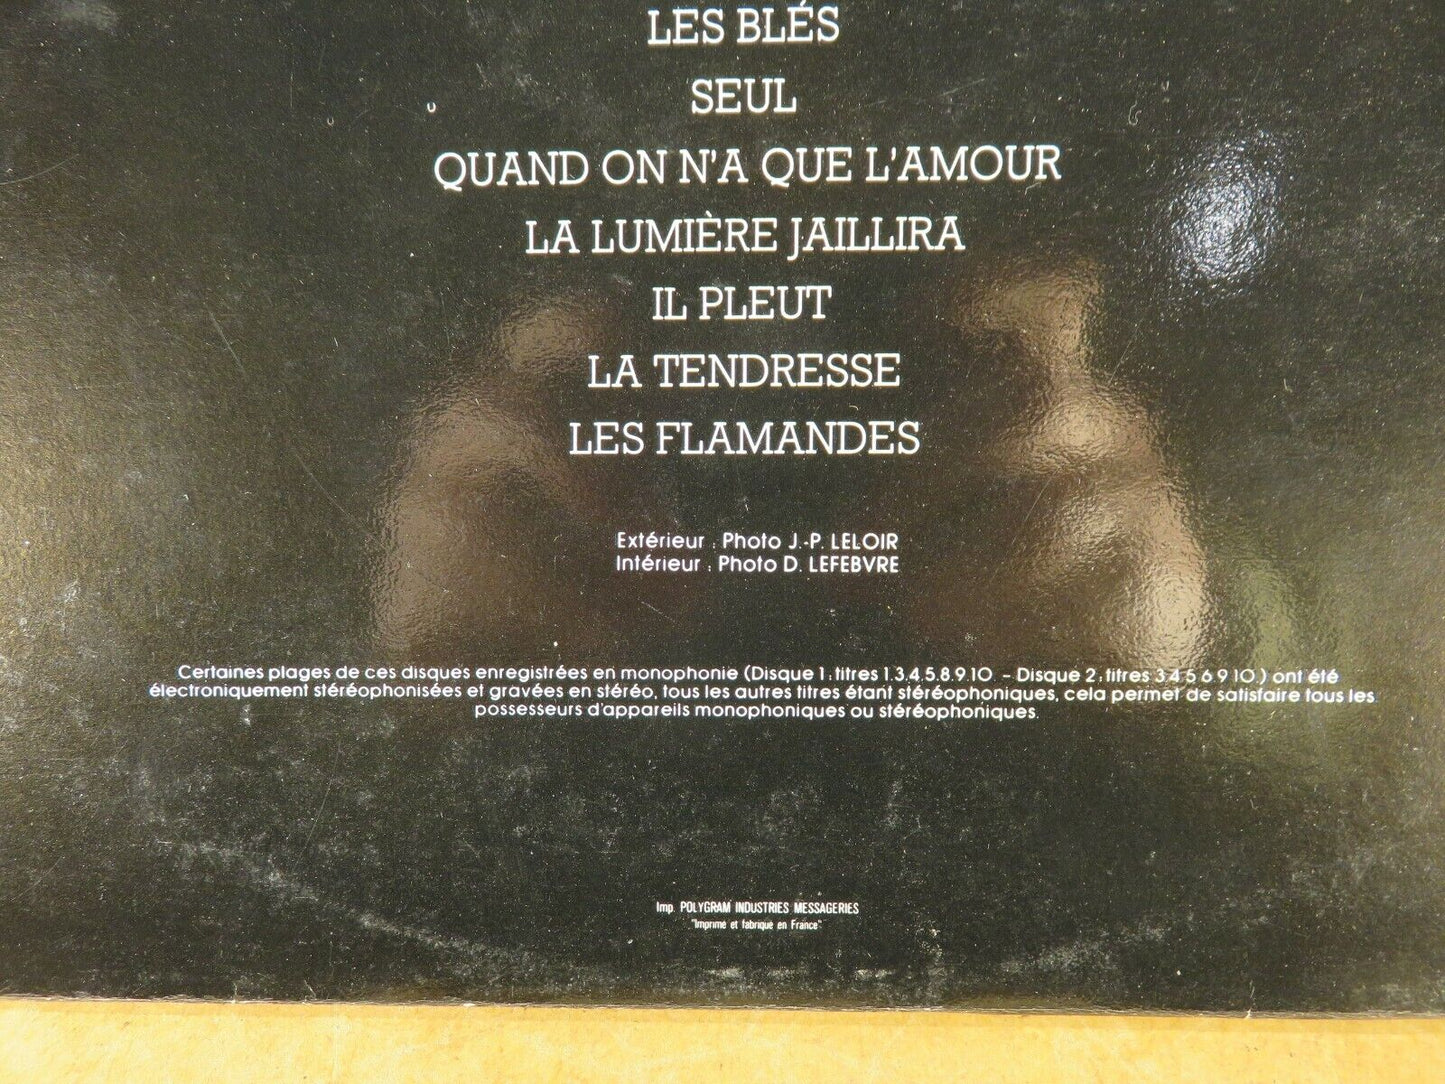 LES BLÉS
SEUL
QUAND ON N'A QUE L'AMOUR
LA LUMIÈRE JAILLIRA
IL PLEUT
LA TENDRESSE
LES FLAMANDES
Extérieur : Photo J.-P. LELOIR
Intérieur : Photo D. LEFEBVRE
Certaines plages de ces disques enregistrées en monophonie (Disque 1 : titres 1.3.4.5.8.9.10. – Disque 2 : titres 3.4.5.6.9.10.) ont été
électroniquement stéréophonisées et gravées en stéréo, tous les autres titres étant stéréophoniques, cela permet de satisfaire tous les
possesseurs d'appareils monophoniques ou stéréophoniques.
Imp. POLYGRAM INDUSTRIES MESSAGERIES
"Imprimé et fabriqué en France"